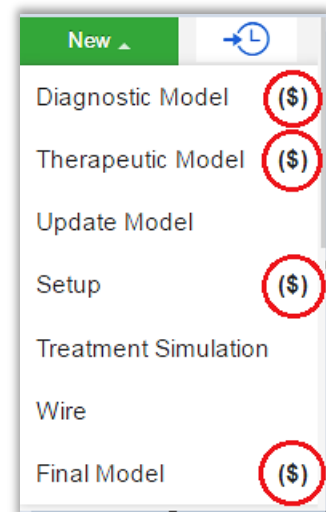 New
Diagnostic Model ($)
Therapeutic Model ($)
Update Model
Setup ($)
Treatment Simulation
Wire
Final Model ($)